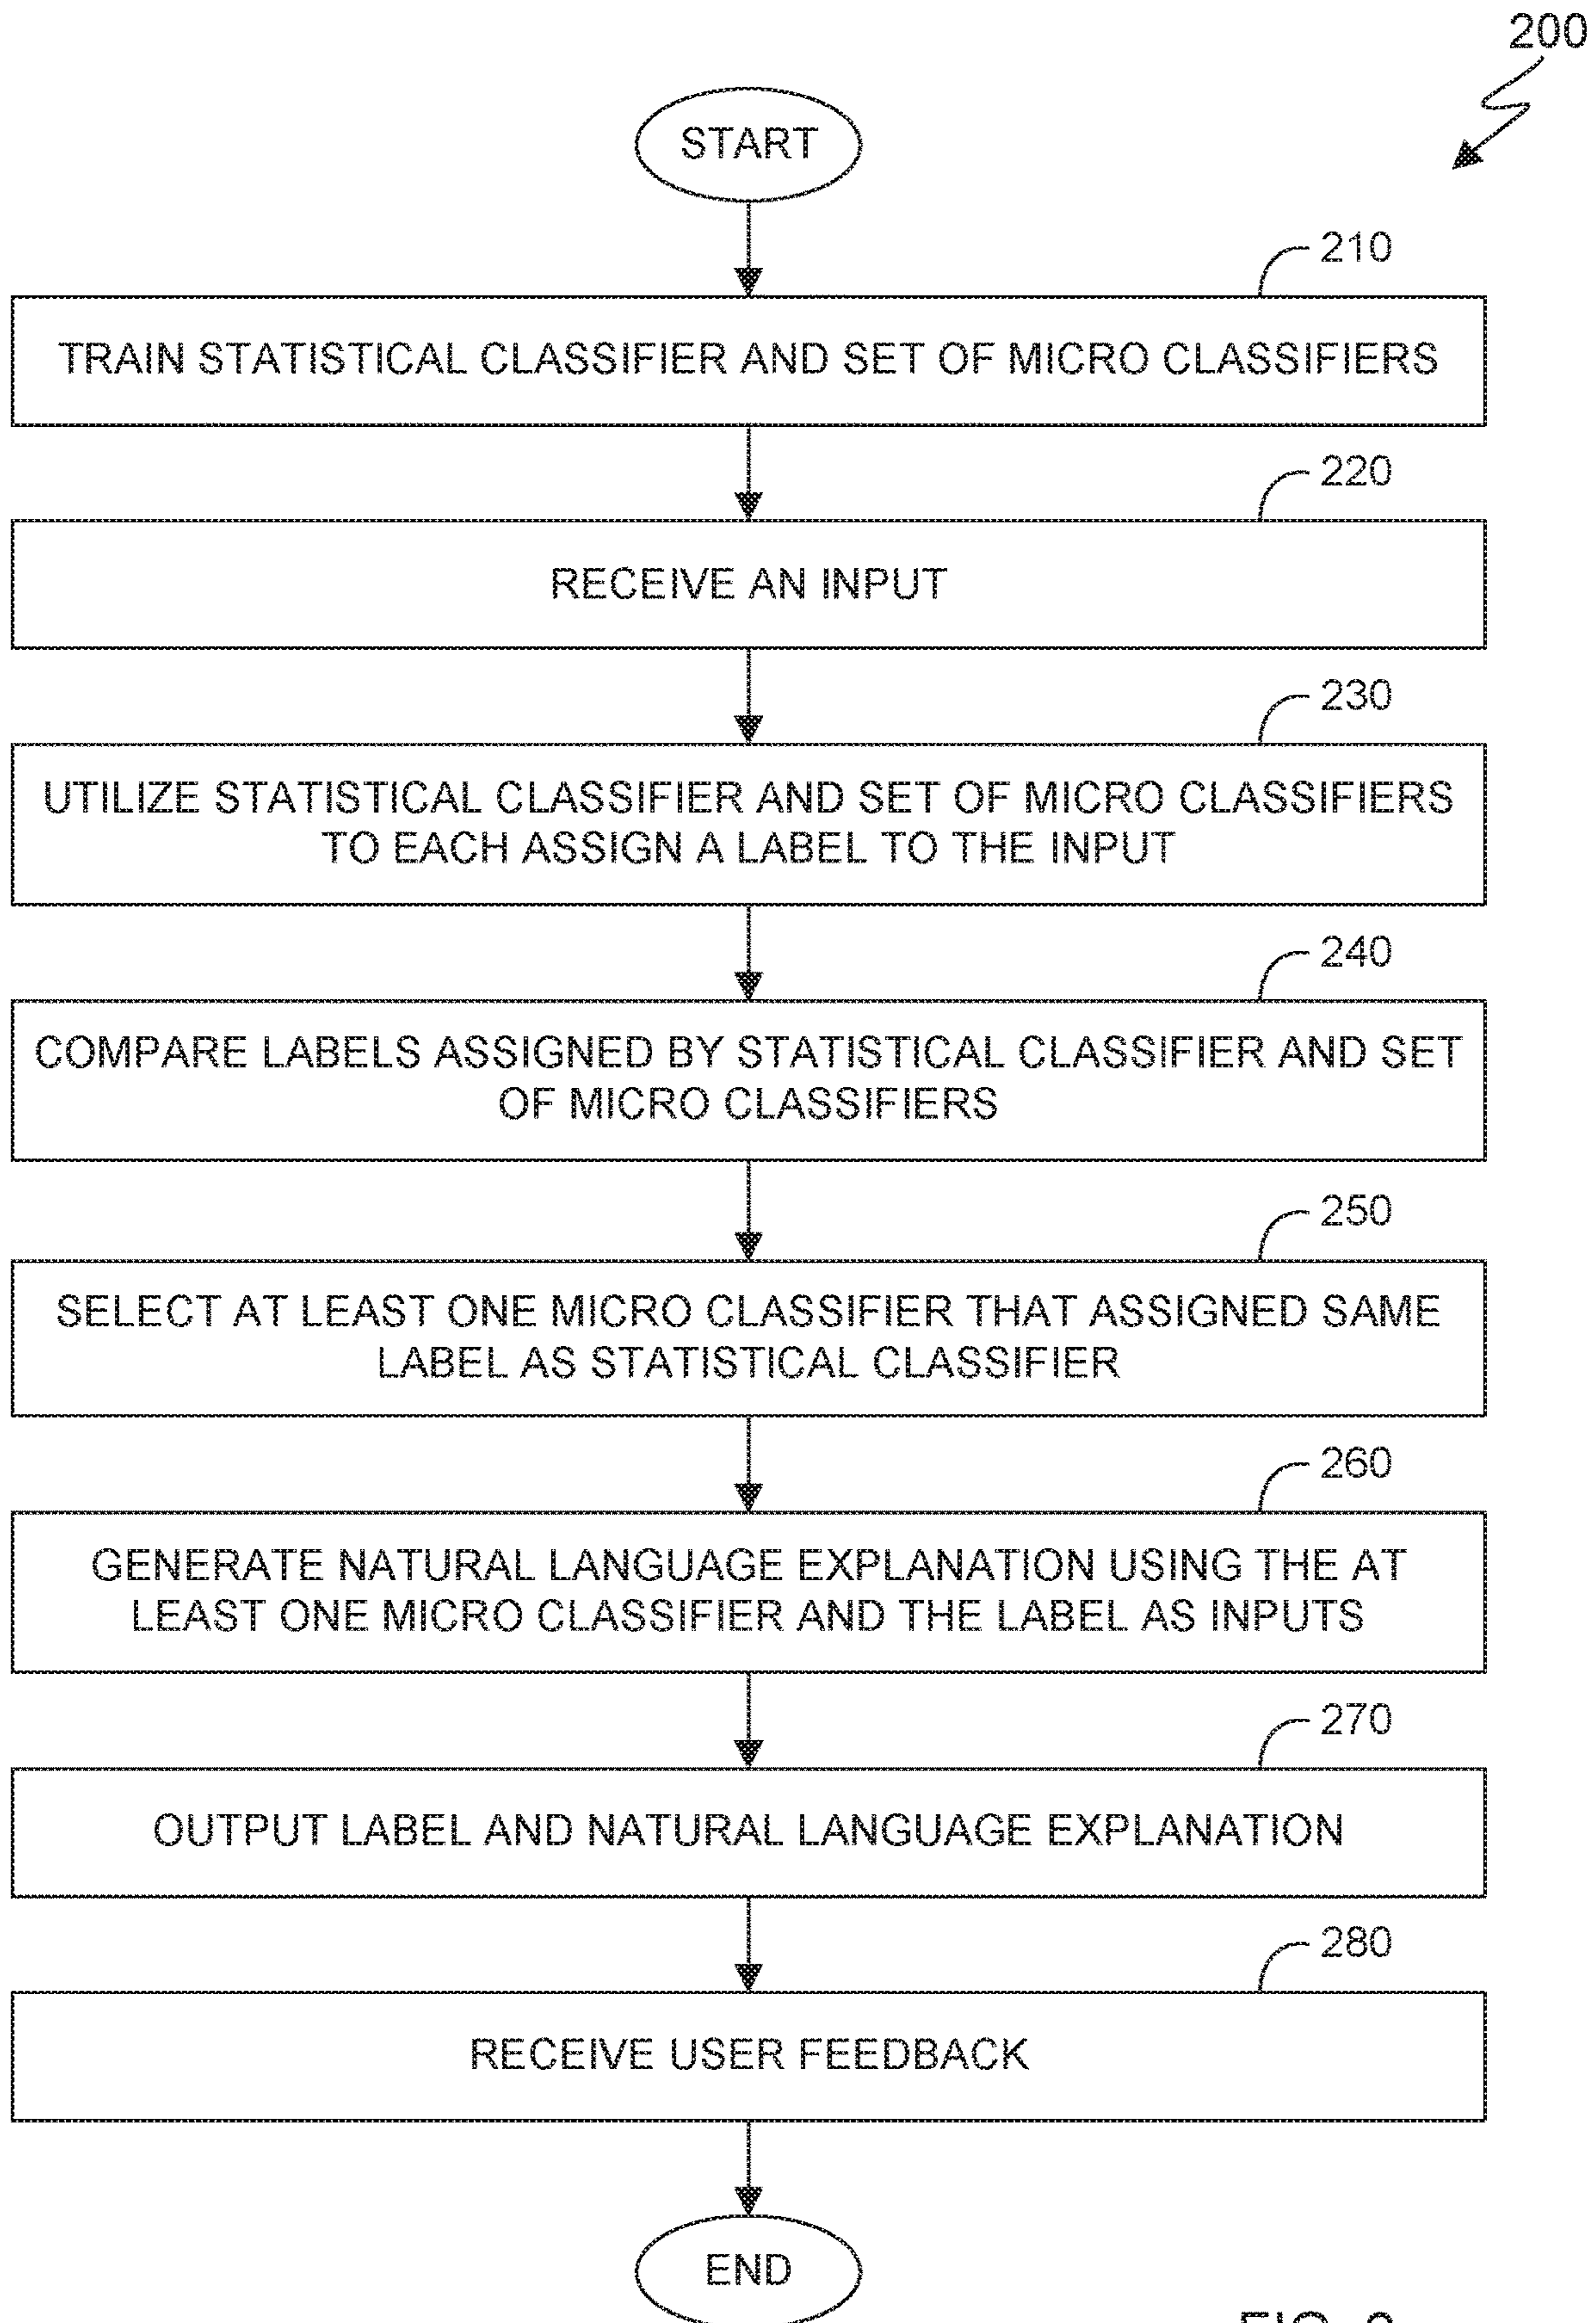 200
START
210
TRAIN STATISTICAL CLASSIFIER AND SET OF MICRO CLASSIFIERS
220
RECEIVE AN INPUT
230
UTILIZE STATISTICAL CLASSIFIER AND SET OF MICRO CLASSIFIERS
TO EACH ASSIGN A LABEL TO THE INPUT
240
COMPARE LABELS ASSIGNED BY STATISTICAL CLASSIFIER AND SET
OF MICRO CLASSIFIERS
250
SELECT AT LEAST ONE MICRO CLASSIFIER THAT ASSIGNED SAME
LABEL AS STATISTICAL CLASSIFIER
260
GENERATE NATURAL LANGUAGE EXPLANATION USING THE AT
LEAST ONE MICRO CLASSIFIER AND THE LABEL AS INPUTS
270
OUTPUT LABEL AND NATURAL LANGUAGE EXPLANATION
280
RECEIVE USER FEEDBACK
END
FIG.